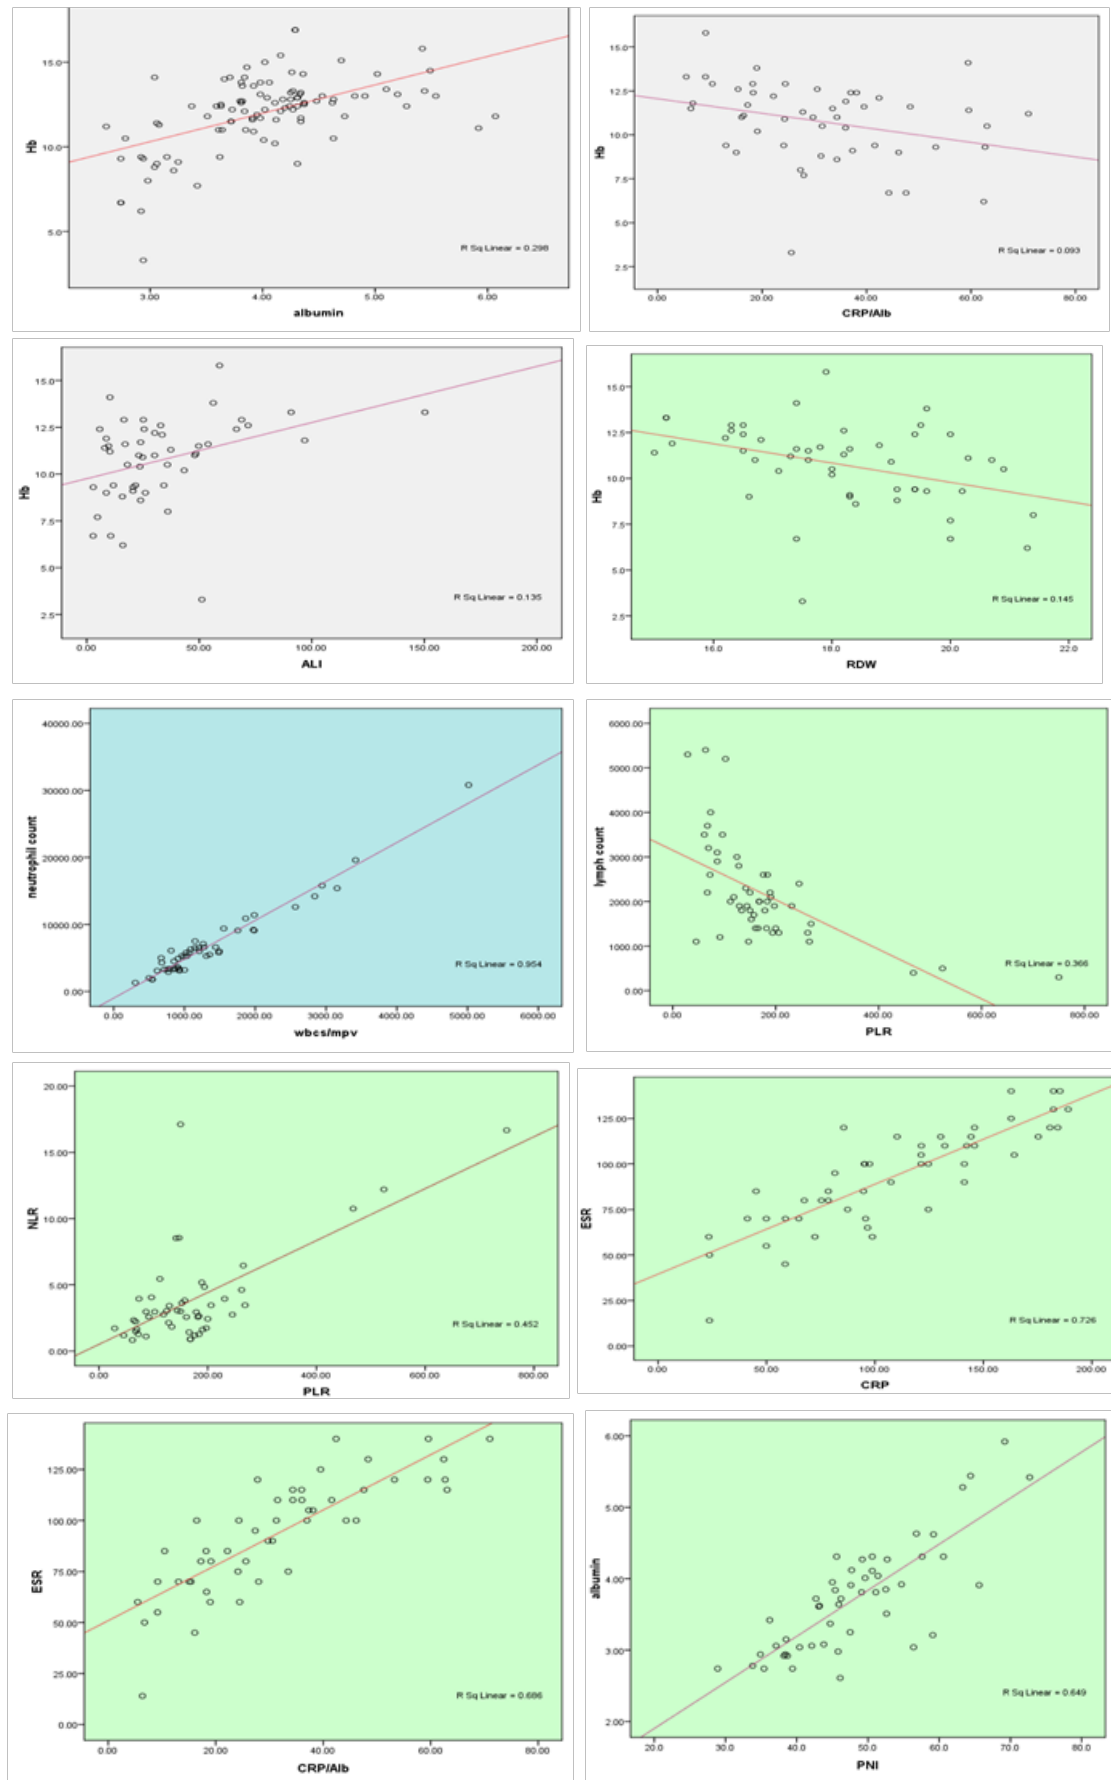 15.0
10.0
5.0
Hb
R Sq Linear = 0.298
3.00 4.00 5.00 6.00
albumin
15.0
12.5
10.0
7.5
5.0
2.5
Hb
R Sq Linear = 0.093
0.00 20.00 40.00 60.00 80.00
CRP/Alb
15.0
12.5
10.0
7.5
5.0
2.5
Hb
R Sq Linear = 0.135
0.00 50.00 100.00 150.00 200.00
ALI
15.0
12.5
10.0
7.5
5.0
2.5
Hb
R Sq Linear = 0.145
16.0 18.0 20.0 22.0
RDW
40000.00
30000.00
20000.00
10000.00
0.00
neutrophil count
R Sq Linear = 0.954
0.00 1000.00 2000.00 3000.00 4000.00 5000.00 6000.00
wbcs/mpv
6000.00
5000.00
4000.00
3000.00
2000.00
1000.00
0.00
lymph count
R Sq Linear = 0.366
0.00 200.00 400.00 600.00 800.00
PLR
20.00
15.00
10.00
5.00
0.00
NLR
R Sq Linear = 0.452
0.00 200.00 400.00 600.00 800.00
PLR
125.00
100.00
75.00
50.00
25.00
0.00
ESR
R Sq Linear = 0.726
0.00 50.00 100.00 150.00 200.00
CRP
125.00
100.00
75.00
50.00
25.00
0.00
ESR
R Sq Linear = 0.686
0.00 20.00 40.00 60.00 80.00
CRP/Alb
6.00
5.00
4.00
3.00
2.00
albumin
R Sq Linear = 0.649
20.0 30.0 40.0 50.0 60.0 70.0 80.0
PNI